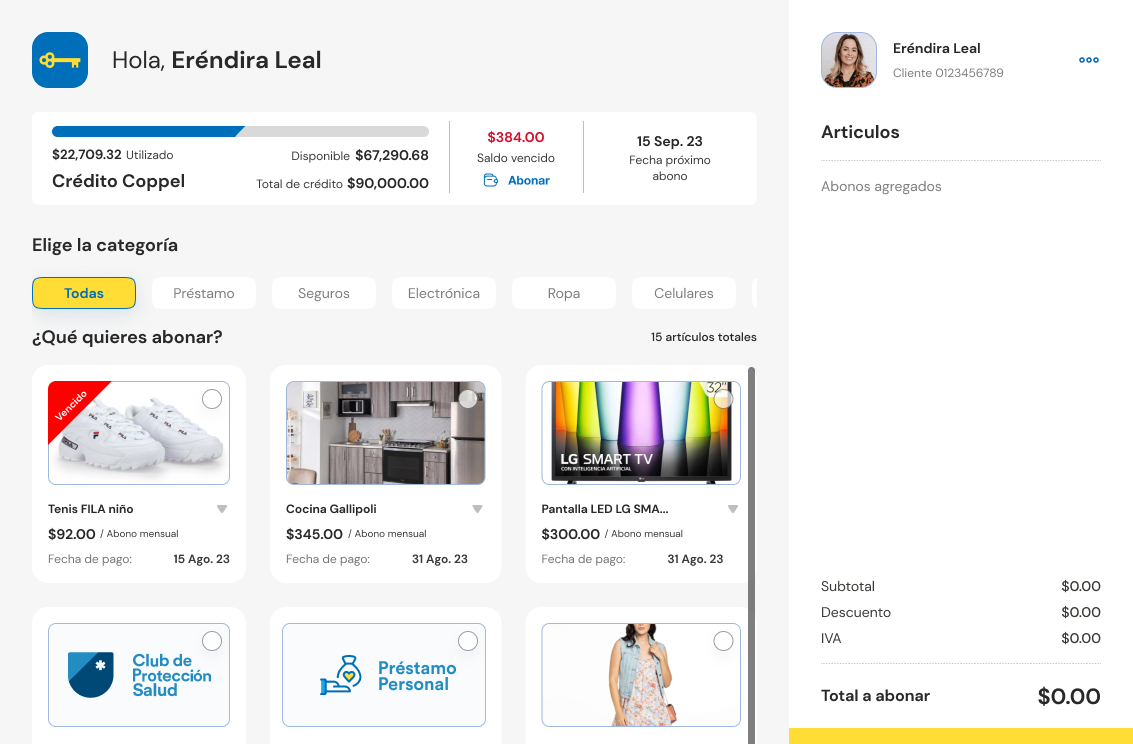 Hola, Eréndira Leal
$22,709.32 Utilizado
Disponible $67,290.68
Crédito Coppel
Total de crédito $90,000.00
$384.00
Saldo vencido
Abonar
15 Sep. 23
Fecha próximo
abono
Elige la categoría
Todas
Préstamo
Seguros
Electrónica
Ropa
Celulares
¿Qué quieres abonar?
15 artículos totales
Vencido
FILA
FILA
FILA
Tenis FILA niño
$92.00 / Abono mensual
Fecha de pago: 15 Ago. 23
Cocina Gallipoli
$345.00 / Abono mensual
Fecha de pago: 31 Ago. 23
32"
LG SMART TV
CON INTELIGENCIA ARTIFICIAL
Pantalla LED LG SMA...
$300.00 / Abono mensual
Fecha de pago: 31 Ago. 23
Club de
Protección
Salud
Préstamo
Personal
Eréndira Leal
Cliente 0123456789
Articulos
Abonos agregados
Subtotal $0.00
Descuento $0.00
IVA $0.00
Total a abonar $0.00